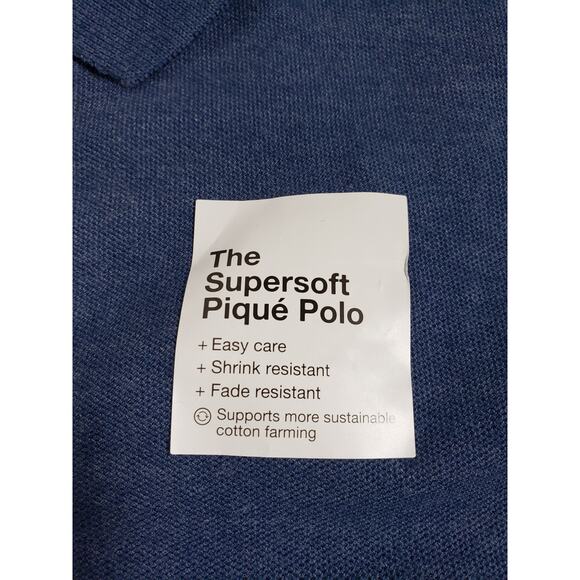 The
Supersoft
Piqué Polo
+ Easy care
+ Shrink resistant
+ Fade resistant
Supports more sustainable
cotton farming